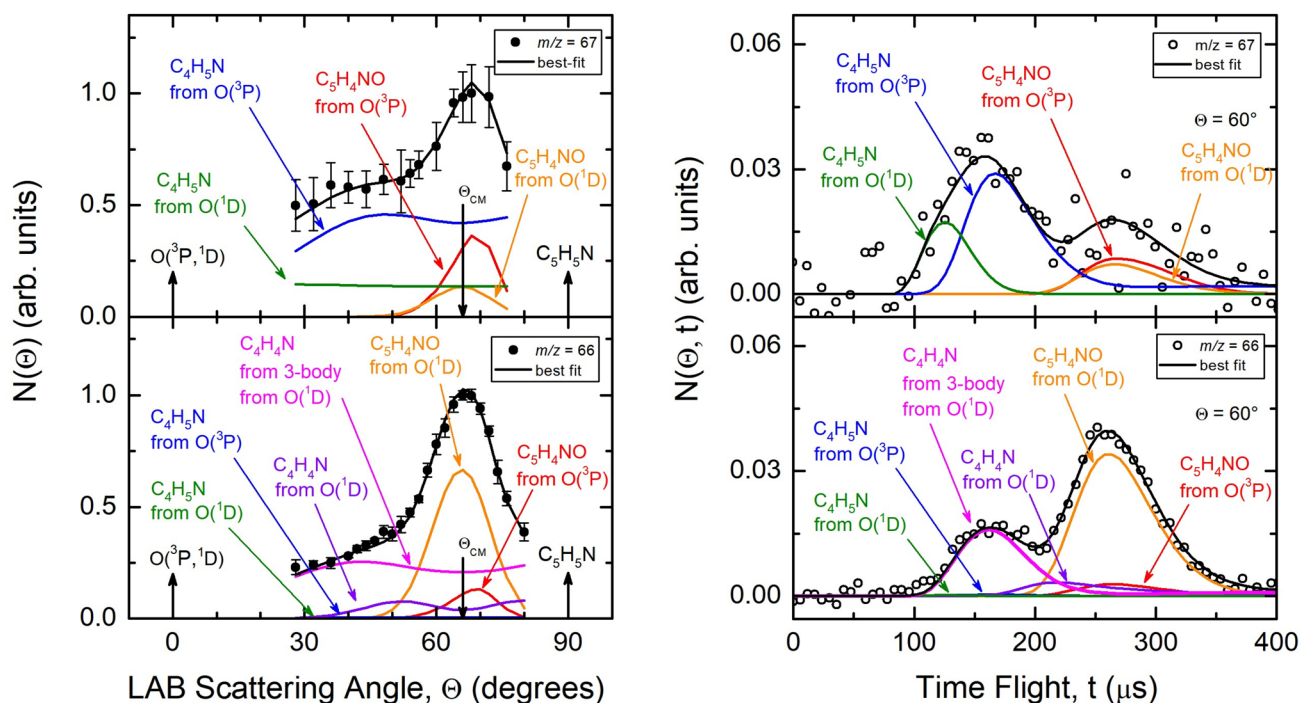 N(Θ) (arb. units)
1.0
0.5
0.0
C₄H₅N
from O(³P)
C₅H₄NO
from O(³P)
m/z = 67
best-fit
C₅H₄NO
from O(¹D)
C₄H₅N
from O(¹D)
Θ_CM
O(³P,¹D)
C₅H₅N
1.0
0.5
0.0
C₄H₄N
from 3-body
from O(¹D)
C₅H₄NO
from O(¹D)
m/z = 66
best fit
C₄H₅N
from O(³P)
C₄H₄N
from O(¹D)
C₅H₄NO
from O(³P)
C₄H₅N
from O(¹D)
Θ_CM
O(³P,¹D)
C₅H₅N
0 30 60 90
LAB Scattering Angle, Θ (degrees)
N(Θ, t) (arb. units)
0.06
0.03
0.00
C₄H₅N
from O(³P)
C₅H₄NO
from O(³P)
m/z = 67
best fit
Θ = 60°
C₄H₅N
from O(¹D)
C₅H₄NO
from O(¹D)
0.06
0.03
0.00
C₄H₄N
from 3-body
from O(¹D)
C₅H₄NO
from O(¹D)
m/z = 66
best fit
Θ = 60°
C₄H₅N
from O(³P)
C₄H₄N
from O(¹D)
C₅H₄NO
from O(³P)
C₄H₅N
from O(¹D)
0 100 200 300 400
Time Flight, t (μs)